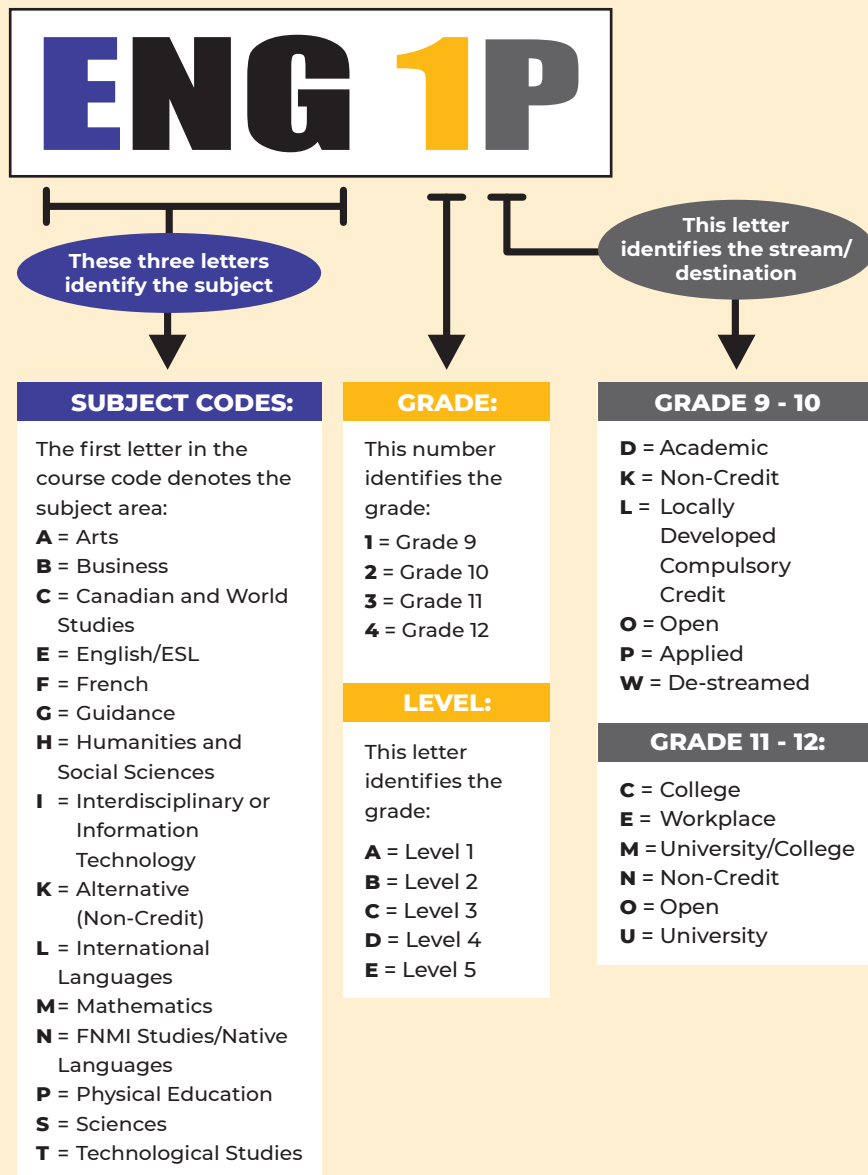 ENG 1P
These three letters
identify the subject
This letter
identifies the stream/
destination
SUBJECT CODES:
The first letter in the
course code denotes the
subject area:
A = Arts
B = Business
C = Canadian and World
Studies
E = English/ESL
F = French
G = Guidance
H = Humanities and
Social Sciences
I = Interdisciplinary or
Information
Technology
K = Alternative
(Non-Credit)
L = International
Languages
M = Mathematics
N = FNMI Studies/Native
Languages
P = Physical Education
S = Sciences
T = Technological Studies
GRADE:
This number
identifies the
grade:
1 = Grade 9
2 = Grade 10
3 = Grade 11
4 = Grade 12
LEVEL:
This letter
identifies the
grade:
A = Level 1
B = Level 2
C = Level 3
D = Level 4
E = Level 5
GRADE 9 - 10
D = Academic
K = Non-Credit
L = Locally
Developed
Compulsory
Credit
O = Open
P = Applied
W = De-streamed
GRADE 11 - 12:
C = College
E = Workplace
M = University/College
N = Non-Credit
O = Open
U = University